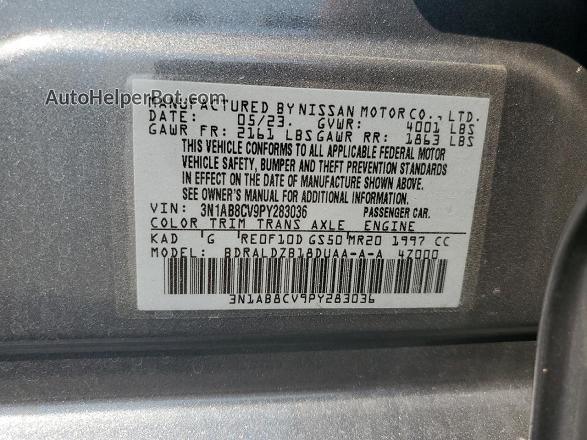 AutoHelperBot.com
MANUFACTURED BY NISSAN MOTOR CO., LTD.
DATE: 05/23. GVWR: 4001 LBS
GAWR FR: 2161 LBS GAWR RR: 1863 LBS
THIS VEHICLE CONFORMS TO ALL APPLICABLE FEDERAL MOTOR
VEHICLE SAFETY, BUMPER AND THEFT PREVENTION STANDARDS
IN EFFECT ON THE DATE OF MANUFACTURE SHOWN ABOVE.
SEE OWNER'S MANUAL FOR ADDITIONAL INFORMATION
VIN: 3N1AB8CV9PY283036 PASSENGER CAR.
COLOR TRIM TRANS AXLE ENGINE
KAD G RE0F10D GS50 MR20 1997 CC
MODEL: BDRALDZB18DUAA-A-A 4Z000
3N1AB8CV9PY283036